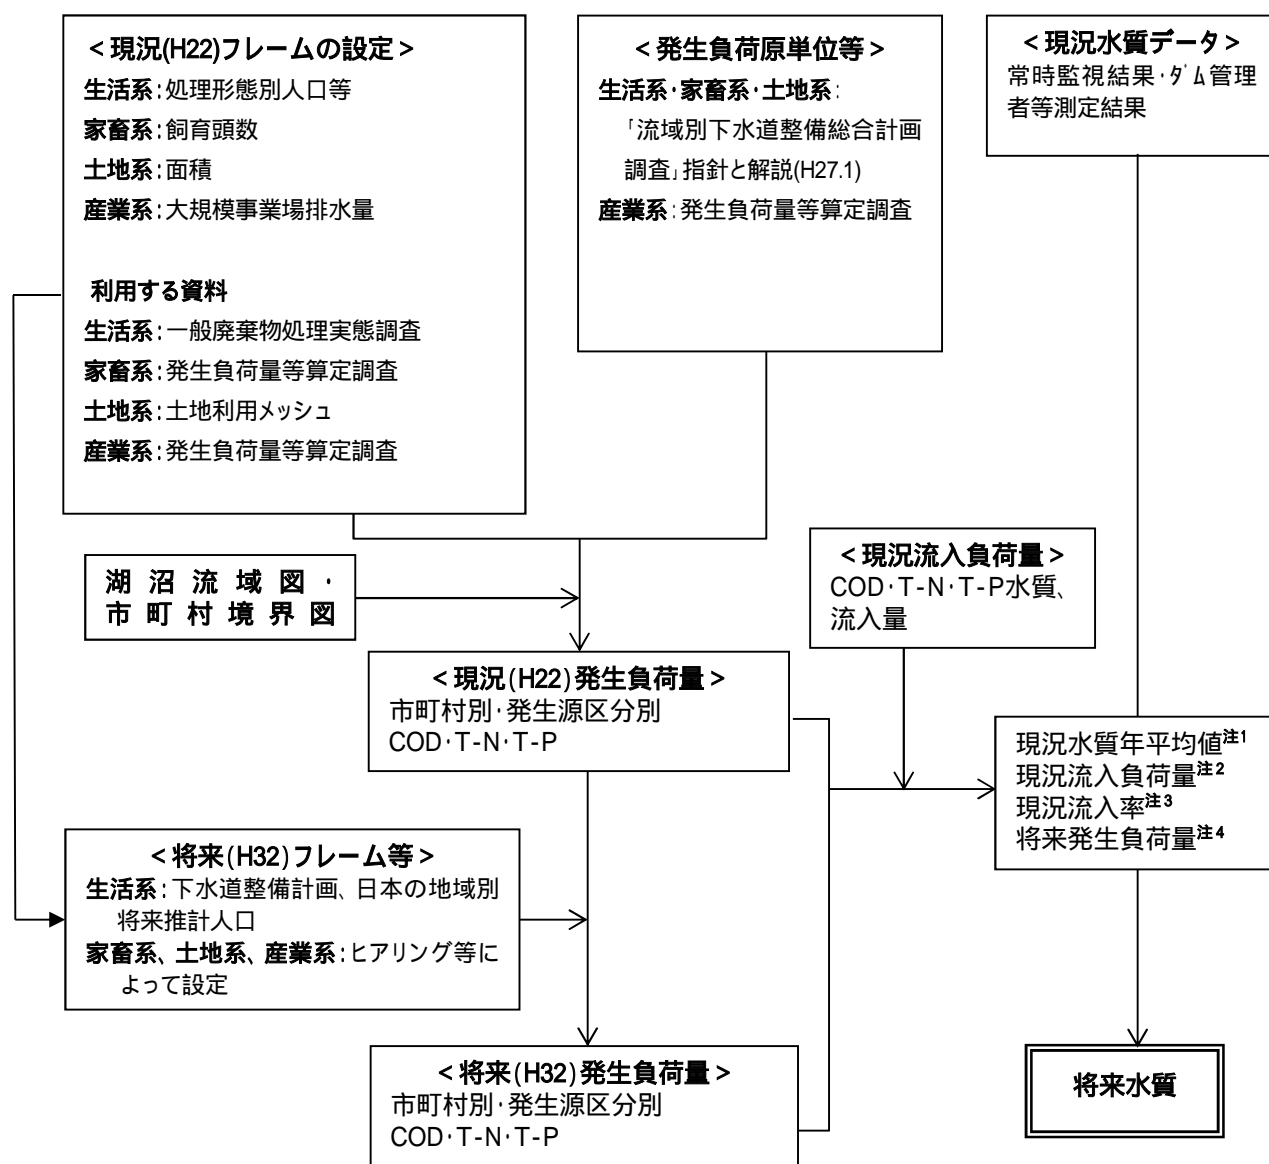 ＜現況(H22)フレームの設定＞
生活系：処理形態別人口等
家畜系：飼育頭数
土地系：面積
産業系：大規模事業場排水量
利用する資料
生活系：一般廃棄物処理実態調査
家畜系：発生負荷量等算定調査
土地系：土地利用メッシュ
産業系：発生負荷量等算定調査
＜発生負荷原単位等＞
生活系・家畜系・土地系：
「流域別下水道整備総合計画
調査」指針と解説(H27.1)
産業系：発生負荷量等算定調査
＜現況水質データ＞
常時監視結果・ダム管理
者等測定結果
湖沼流域図・
市町村境界図
＜現況流入負荷量＞
COD・T-N・T-P水質、
流入量
＜現況(H22)発生負荷量＞
市町村別・発生源区分別
COD・T-N・T-P
現況水質年平均値注1
現況流入負荷量注2
現況流入率注3
将来発生負荷量注4
＜将来(H32)フレーム等＞
生活系：下水道整備計画、日本の地域別
将来推計人口
家畜系、土地系、産業系：ヒアリング等に
よって設定
＜将来(H32)発生負荷量＞
市町村別・発生源区分別
COD・T-N・T-P
将来水質